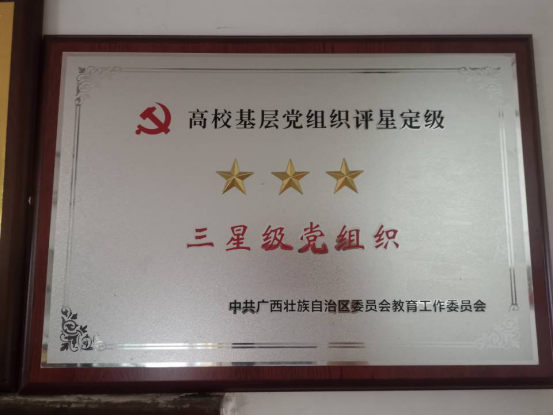 高校基层党组织评星定级
三星级党组织
中共广西壮族自治区委员会教育工作委员会